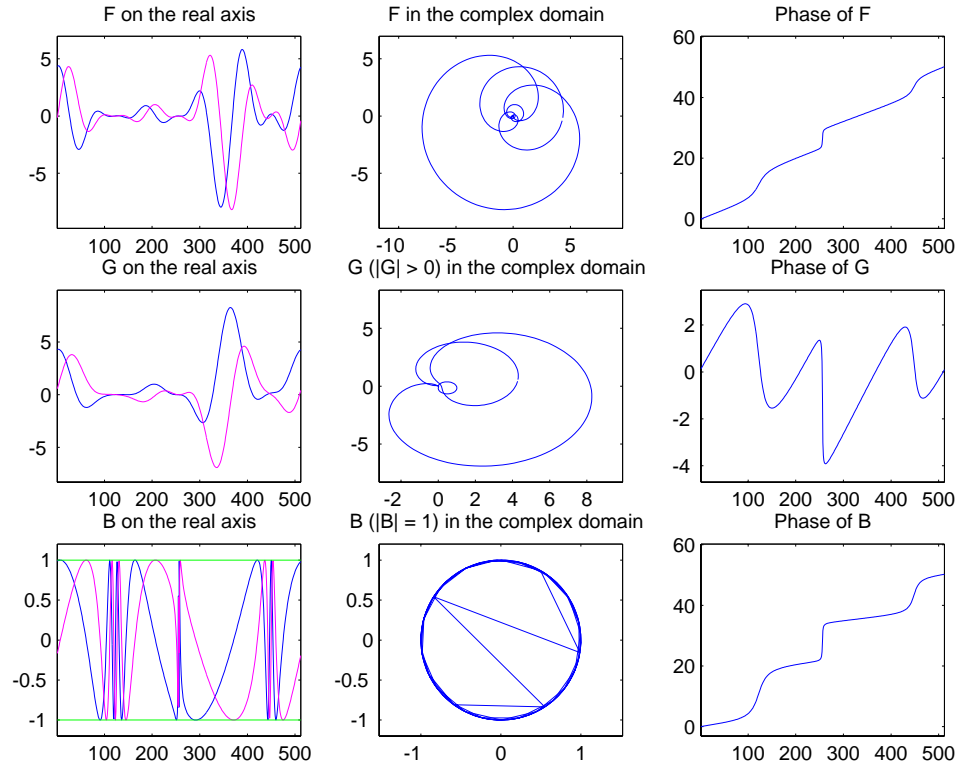 F on the real axis
F in the complex domain
Phase of F
5
0
-5
100 200 300 400 500
5
0
-5
-10 -5 0 5
60
40
20
0
0 100 200 300 400 500
G on the real axis
G (|G| > 0) in the complex domain
Phase of G
5
0
-5
100 200 300 400 500
5
0
-5
-2 0 2 4 6 8
2
0
-2
-4
0 100 200 300 400 500
B on the real axis
B (|B| = 1) in the complex domain
Phase of B
1
0.5
0
-0.5
-1
100 200 300 400 500
1
0.5
0
-0.5
-1
-1 0 1
60
40
20
0
0 100 200 300 400 500